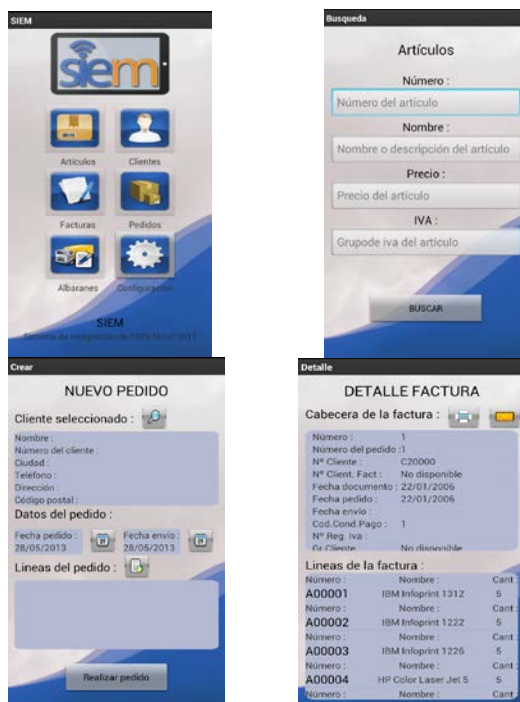 SIEM
siem
Articulos
Clientes
Facturas
Pedidos
Albaranes
Configuración
SIEM
Busqueda
Artículos
Número :
Número del artículo
Nombre :
Nombre o descripción del artículo
Precio :
Precio del artículo
IVA :
Grupode iva del artículo
BUSCAR
Crear
NUEVO PEDIDO
Cliente seleccionado :
Nombre :
Número del cliente :
Ciudad :
Teléfono :
Dirección :
Código postal :
Datos del pedido :
Fecha pedido : Fecha envio :
28/05/2013 28/05/2013
Lineas del pedido :
Realizar pedido
Detalle
DETALLE FACTURA
Cabecera de la factura :
Número : 1
Número del pedido :1
Nº Cliente : C20000
Nº Client. Fact : No disponible
Fecha documento : 22/01/2006
Fecha pedido : 22/01/2006
Fecha envio :
Cod.Cond.Pago : 1
Nº Reg. Iva :
Gr.Cliente No disponible
Lineas de la factura :
Número : Nombre : Cant :
A00001 IBM Infoprint 1312 5
Número : Nombre : Cant :
A00002 IBM Infoprint 1222 5
Número : Nombre : Cant :
A00003 IBM Infoprint 1226 5
Número : Nombre : Cant :
A00004 HP Color Laser Jet 5 5
Número : Nombre : Cant :